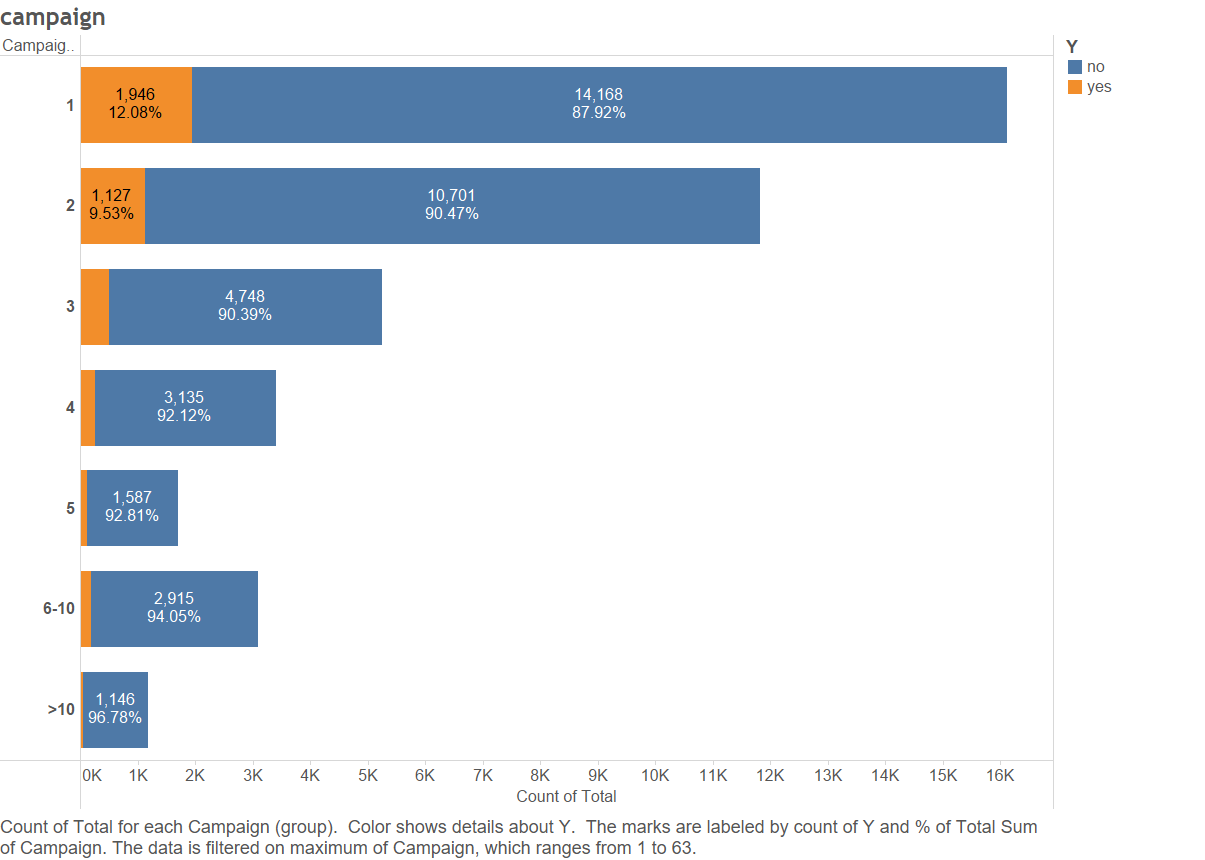 campaign
Campaig..
Y
no
yes
1
1,946
12.08%
14,168
87.92%
2
1,127
9.53%
10,701
90.47%
3
4,748
90.39%
4
3,135
92.12%
5
1,587
92.81%
6-10
2,915
94.05%
>10
1,146
96.78%
0K 1K 2K 3K 4K 5K 6K 7K 8K 9K 10K 11K 12K 13K 14K 15K 16K
Count of Total
Count of Total for each Campaign (group).  Color shows details about Y.  The marks are labeled by count of Y and % of Total Sum
of Campaign. The data is filtered on maximum of Campaign, which ranges from 1 to 63.